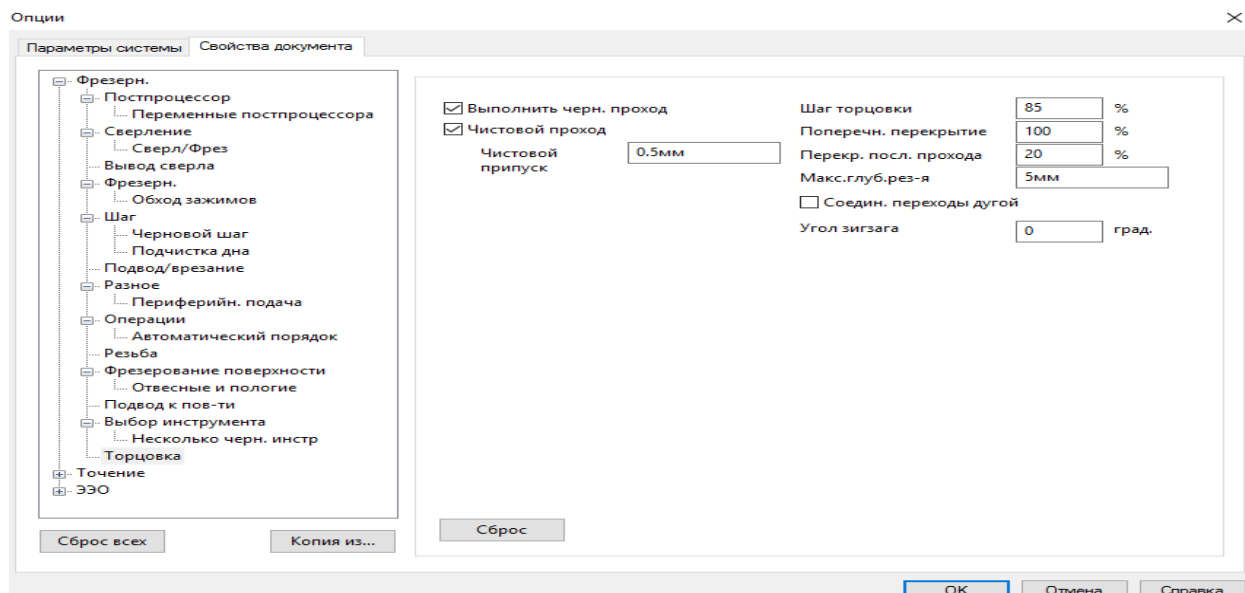 Опции
Параметры системы
Свойства документа
Фрезерн.
Постпроцессор
Переменные постпроцессора
Сверление
Сверл/Фрез
Вывод сверла
Фрезерн.
Обход зажимов
Шаг
Черновой шаг
Подчистка дна
Подвод/врезание
Разное
Периферийн. подача
Операции
Автоматический порядок
Резьба
Фрезерование поверхности
Отвесные и пологие
Подвод к пов-ти
Выбор инструмента
Несколько черн. инстр
Торцовка
Точение
ЭЭО
Сброс всех
Копия из...
Выполнить черн. проход
Чистовой проход
Чистовой
припуск
0.5мм
Шаг торцовки 85 %
Поперечн. перекрытие 100 %
Перекр. посл. прохода 20 %
Макс.глуб.рез-я 5мм
Соедин. переходы дугой
Угол зигзага 0 град.
Сброс
OK
Отмена
Справка